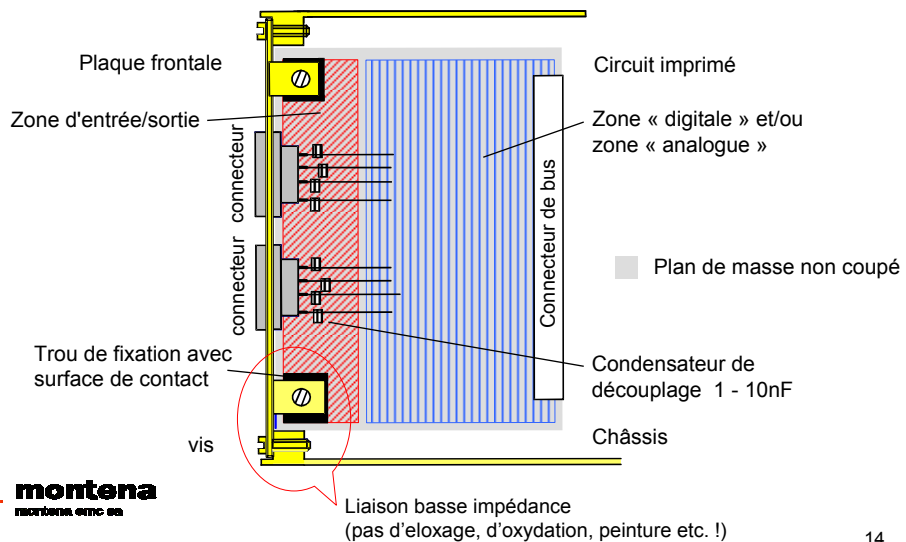 Plaque frontale
Circuit imprimé
Zone d'entrée/sortie
Zone « digitale » et/ou
zone « analogue »
connecteur
connecteur
Connecteur de bus
Plan de masse non coupé
Trou de fixation avec
surface de contact
Condensateur de
découplage 1 - 10nF
vis
Châssis
montena
montena emc sa
Liaison basse impédance
(pas d'eloxage, d'oxydation, peinture etc. !)
14